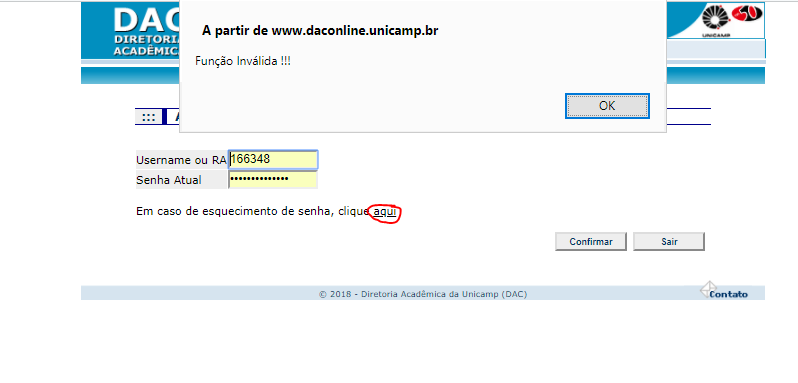 DAC
DIRETORIA
ACADÊMICA
A partir de www.daconline.unicamp.br
Função Inválida !!!
OK
UNICAMP
:::
Username ou RA 166348
Senha Atual ••••••••••••••
Em caso de esquecimento de senha, clique aqui
Confirmar Sair
© 2018 - Diretoria Acadêmica da Unicamp (DAC)
Contato